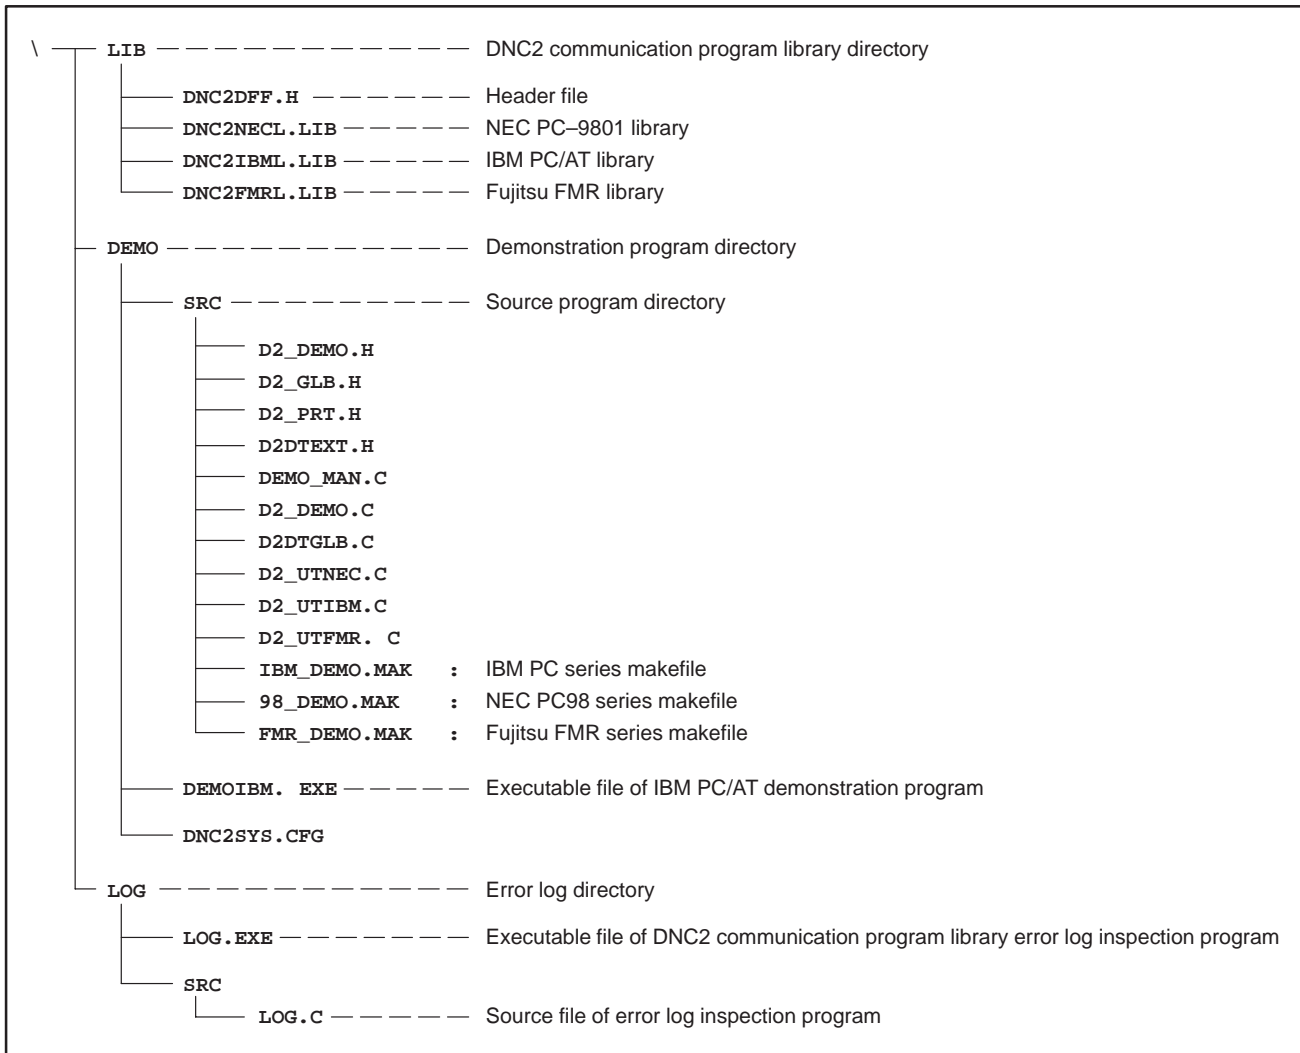 \ LIB DNC2 communication program library directory
DNC2DFF.H Header file
DNC2NECL.LIB NEC PC–9801 library
DNC2IBML.LIB IBM PC/AT library
DNC2FMRL.LIB Fujitsu FMR library
DEMO Demonstration program directory
SRC Source program directory
D2_DEMO.H
D2_GLB.H
D2_PRT.H
D2DTEXT.H
DEMO_MAN.C
D2_DEMO.C
D2DTGLB.C
D2_UTNEC.C
D2_UTIBM.C
D2_UTFMR. C
IBM_DEMO.MAK : IBM PC series makefile
98_DEMO.MAK : NEC PC98 series makefile
FMR_DEMO.MAK : Fujitsu FMR series makefile
DEMOIBM. EXE Executable file of IBM PC/AT demonstration program
DNC2SYS.CFG
LOG Error log directory
LOG.EXE Executable file of DNC2 communication program library error log inspection program
SRC
LOG.C Source file of error log inspection program